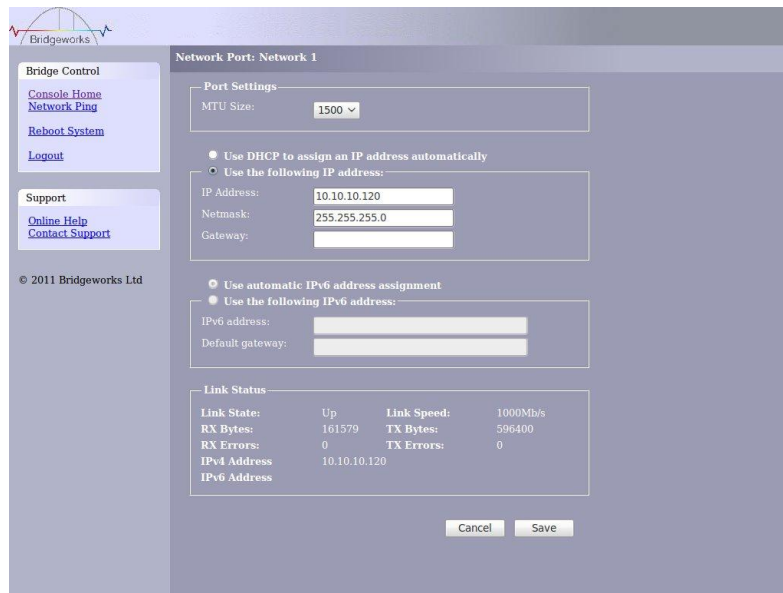 Bridgeworks
Network Port: Network 1
Bridge Control
Console Home
Network Ping
Reboot System
Logout
Support
Online Help
Contact Support
© 2011 Bridgeworks Ltd
Port Settings
MTU Size: 1500
Use DHCP to assign an IP address automatically
Use the following IP address:
IP Address: 10.10.10.120
Netmask: 255.255.255.0
Gateway:
Use automatic IPv6 address assignment
Use the following IPv6 address:
IPv6 address:
Default gateway:
Link Status
Link State: Up Link Speed: 1000Mb/s
RX Bytes: 161579 TX Bytes: 596400
RX Errors: 0 TX Errors: 0
IPv4 Address 10.10.10.120
IPv6 Address
Cancel Save